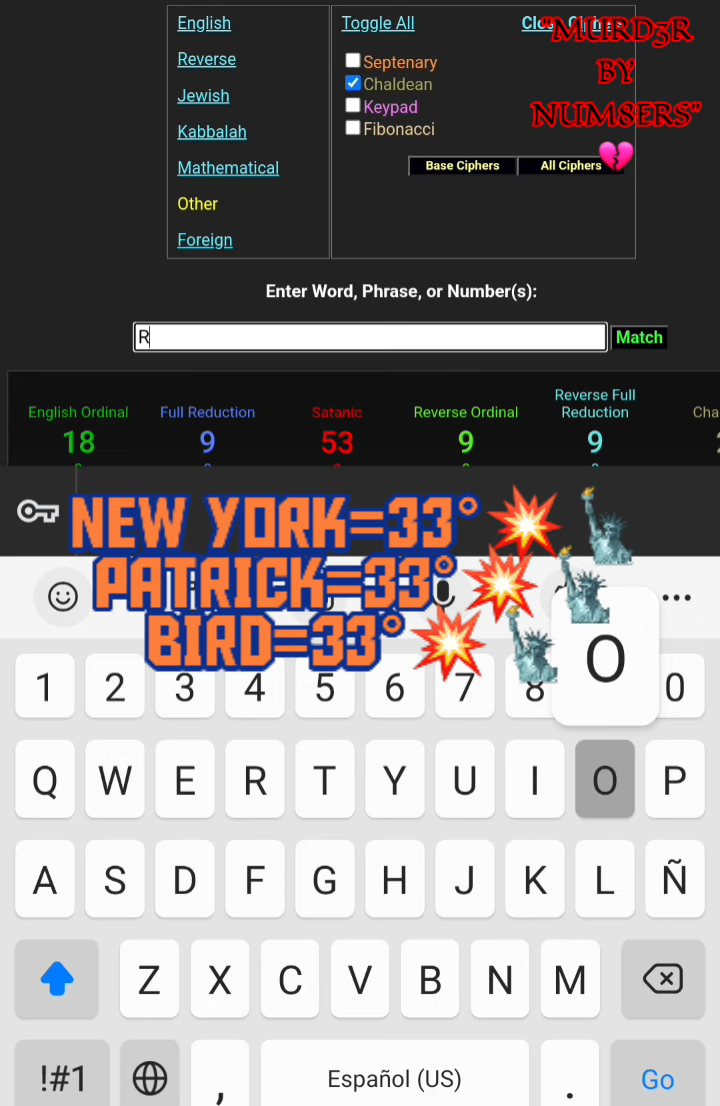 English
Toggle All
Reverse
Septenary
Jewish
Chaldean
Keypad
Kabbalah
Fibonacci
Mathematical
Base Ciphers
All Ciphers
Other
Foreign
"MURD3R
BY
NUM8ERS"
Enter Word, Phrase, or Number(s):
R
Match
English Ordinal
Full Reduction
Satanic
Reverse Ordinal
Reverse Full
Reduction
18
9
53
9
9
NEW YORK=33°
PATRICK=33°
BIRD=33°
O
1 2 3 4 5 6 7 8 0
Q W E R T Y U I O P
A S D F G H J K L Ñ
Z X C V B N M
!#1 , Español (US) . Go